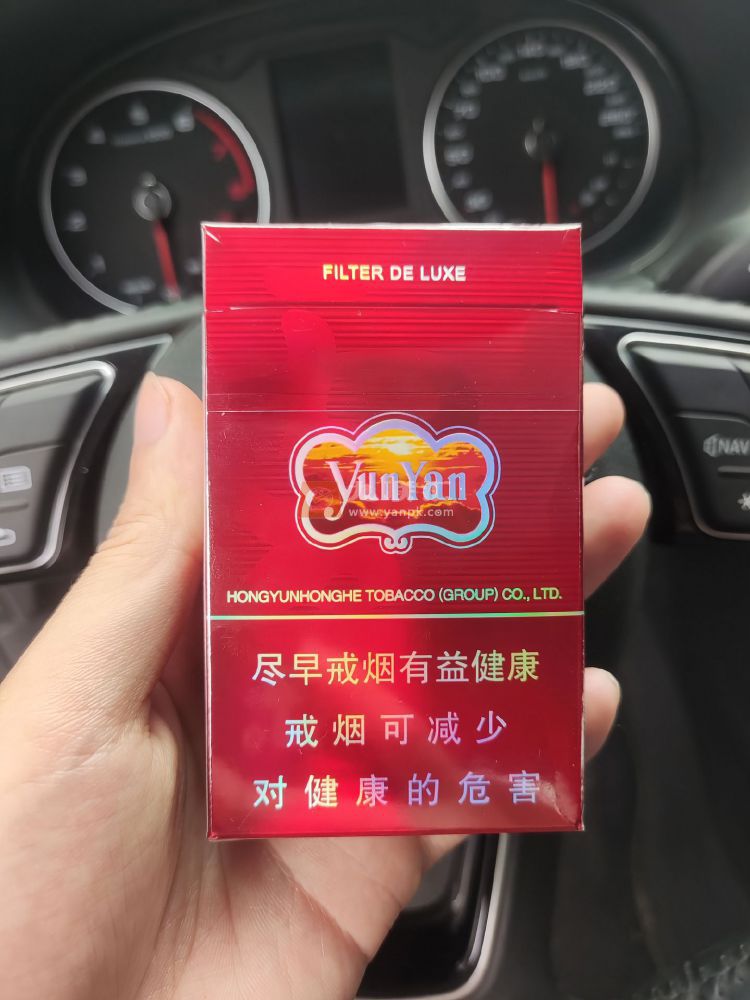 FILTER DE LUXE
YunYan
www.yanpk.com
HONGYUNHONGHE TOBACCO (GROUP) CO., LTD.
尽早戒烟有益健康
戒烟可减少
对健康的危害
NAV